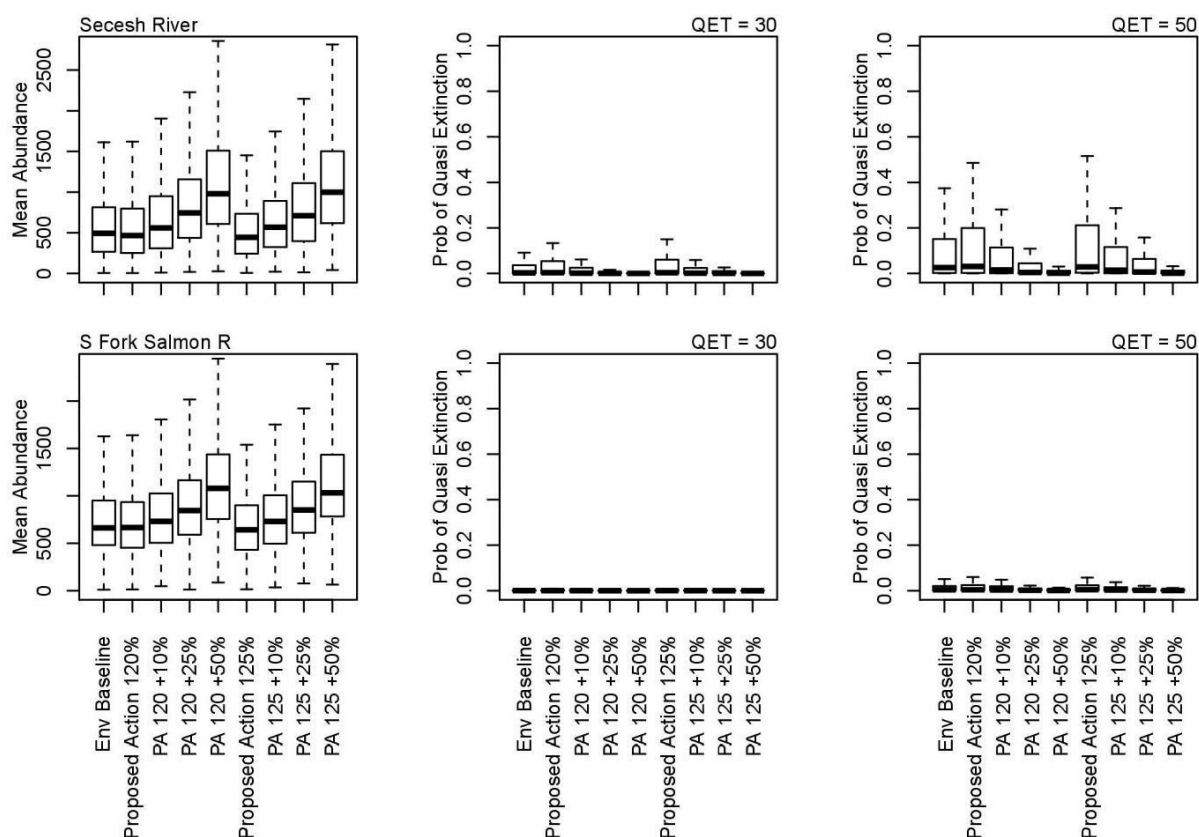 Secesh River
QET = 30
QET = 50
Mean Abundance
0
500
1500
2500
Prob of Quasi Extinction
0.0
0.2
0.4
0.6
0.8
1.0
Prob of Quasi Extinction
0.0
0.2
0.4
0.6
0.8
1.0
S Fork Salmon R
QET = 30
QET = 50
Mean Abundance
0
500
1500
Prob of Quasi Extinction
0.0
0.2
0.4
0.6
0.8
1.0
Prob of Quasi Extinction
0.0
0.2
0.4
0.6
0.8
1.0
Env Baseline
Proposed Action 120%
PA 120 +10%
PA 120 +25%
PA 120 +50%
Proposed Action 125%
PA 125 +10%
PA 125 +25%
PA 125 +50%
Env Baseline
Proposed Action 120%
PA 120 +10%
PA 120 +25%
PA 120 +50%
Proposed Action 125%
PA 125 +10%
PA 125 +25%
PA 125 +50%
Env Baseline
Proposed Action 120%
PA 120 +10%
PA 120 +25%
PA 120 +50%
Proposed Action 125%
PA 125 +10%
PA 125 +25%
PA 125 +50%